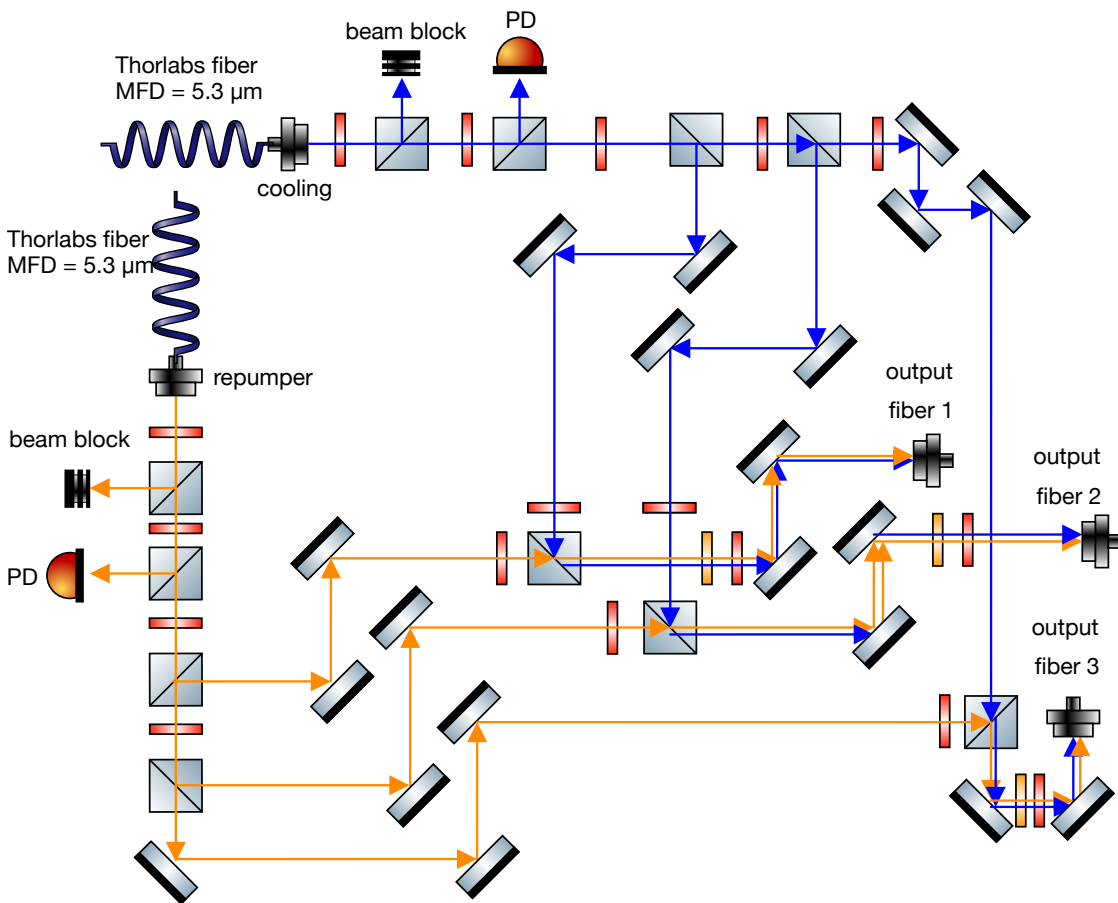 beam block
PD
Thorlabs fiber
MFD = 5.3 µm
cooling
Thorlabs fiber
MFD = 5.3 µm
repumper
beam block
PD
output
fiber 1
output
fiber 2
output
fiber 3